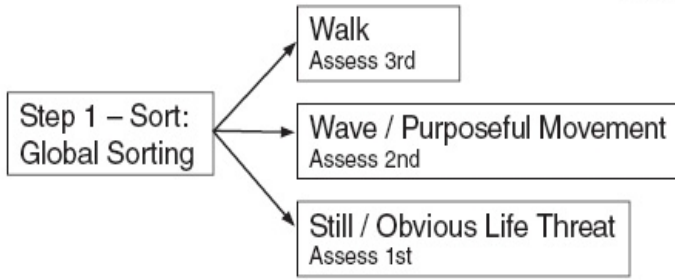 Step 1 – Sort:
Global Sorting
Walk
Assess 3rd
Wave / Purposeful Movement
Assess 2nd
Still / Obvious Life Threat
Assess 1st